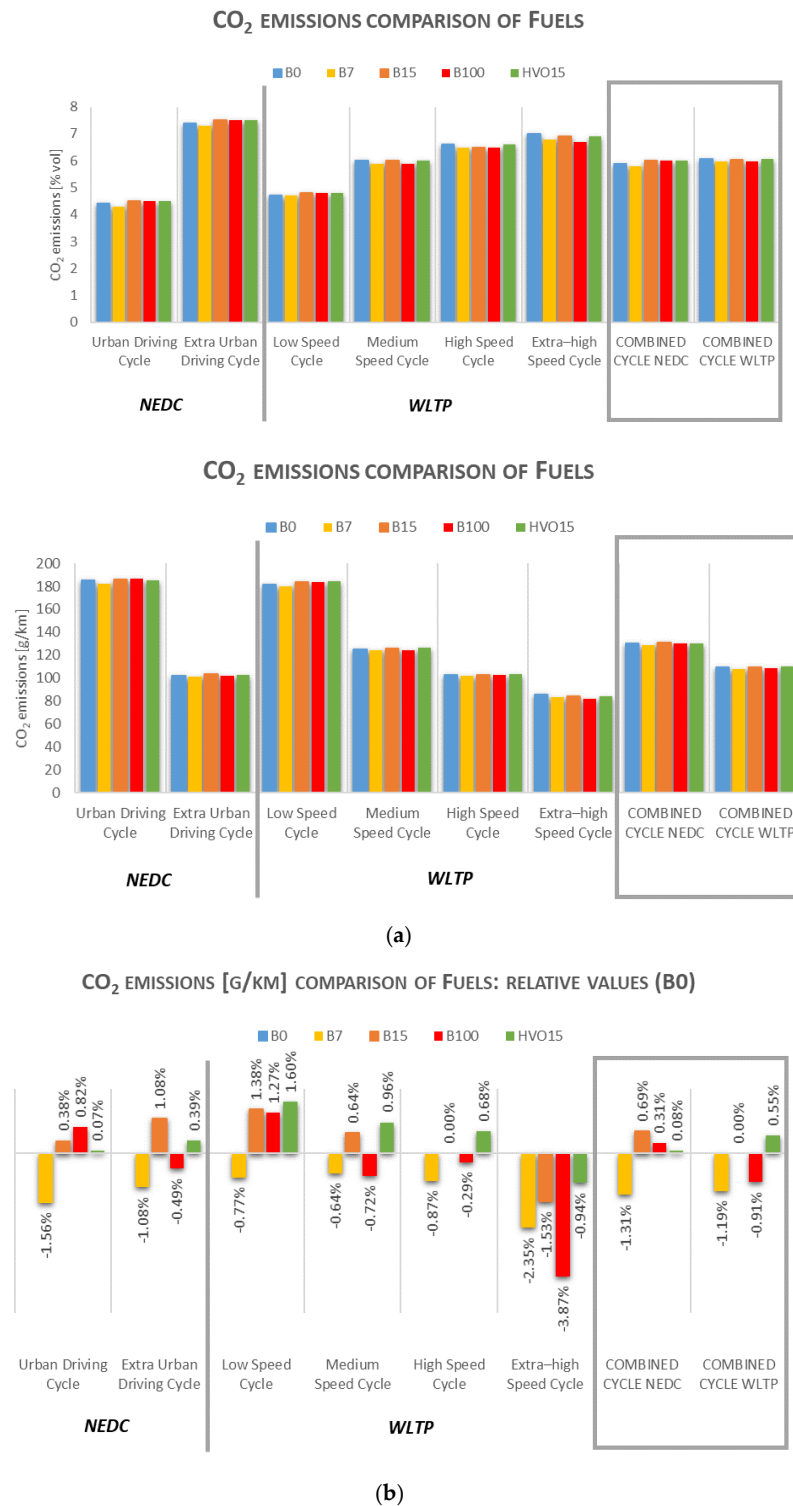 CO₂ EMISSIONS COMPARISON OF FUELS
B0 B7 B15 B100 HVO15
CO₂ emissions [% vol]
8
7
6
5
4
3
2
1
0
Urban Driving Cycle
Extra Urban Driving Cycle
Low Speed Cycle
Medium Speed Cycle
High Speed Cycle
Extra–high Speed Cycle
COMBINED CYCLE NEDC
COMBINED CYCLE WLTP
NEDC
WLTP
CO₂ EMISSIONS COMPARISON OF FUELS
B0 B7 B15 B100 HVO15
CO₂ emissions [g/km]
200
180
160
140
120
100
80
60
40
20
0
Urban Driving Cycle
Extra Urban Driving Cycle
Low Speed Cycle
Medium Speed Cycle
High Speed Cycle
Extra–high Speed Cycle
COMBINED CYCLE NEDC
COMBINED CYCLE WLTP
NEDC
WLTP
(a)
CO₂ EMISSIONS [G/KM] COMPARISON OF FUELS: RELATIVE VALUES (B0)
B0 B7 B15 B100 HVO15
-1.56% 0.38% 0.82% 0.07%
-1.08% 1.08% -0.49% 0.39%
-0.77% 1.38% 1.27% 1.60%
-0.64% 0.64% -0.72% 0.96%
-0.87% 0.00% -0.29% 0.68%
-2.35% -1.53% -3.87% -0.94%
-1.31% 0.69% 0.31% 0.08%
-1.19% 0.00% -0.91% 0.55%
Urban Driving Cycle
Extra Urban Driving Cycle
Low Speed Cycle
Medium Speed Cycle
High Speed Cycle
Extra–high Speed Cycle
COMBINED CYCLE NEDC
COMBINED CYCLE WLTP
NEDC
WLTP
(b)